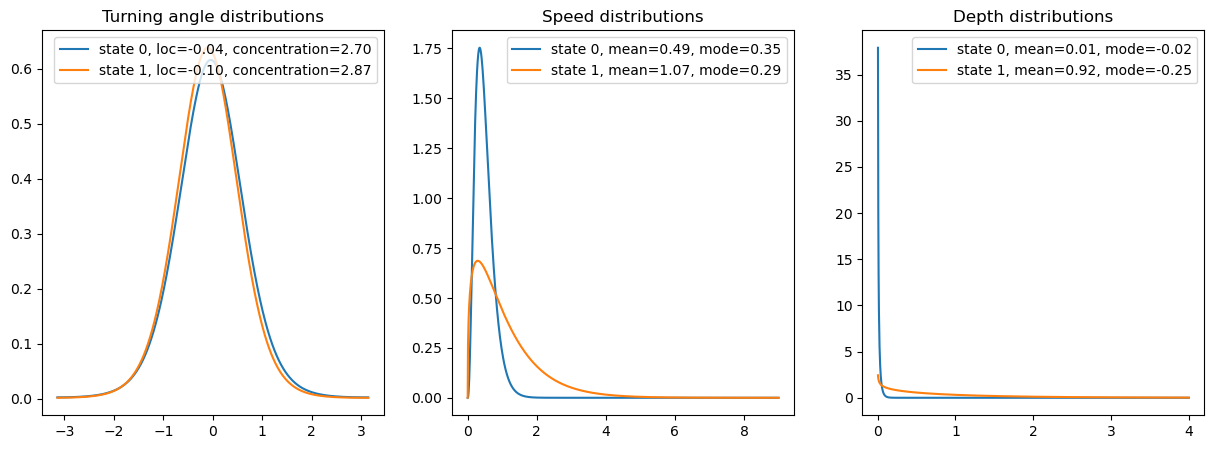 Turning angle distributions
state 0, loc=-0.04, concentration=2.70
state 1, loc=-0.10, concentration=2.87
0.6
0.5
0.4
0.3
0.2
0.1
0.0
−3 −2 −1 0 1 2 3
Speed distributions
state 0, mean=0.49, mode=0.35
state 1, mean=1.07, mode=0.29
1.75
1.50
1.25
1.00
0.75
0.50
0.25
0.00
0 2 4 6 8
Depth distributions
state 0, mean=0.01, mode=-0.02
state 1, mean=0.92, mode=-0.25
35
30
25
20
15
10
5
0
0 1 2 3 4